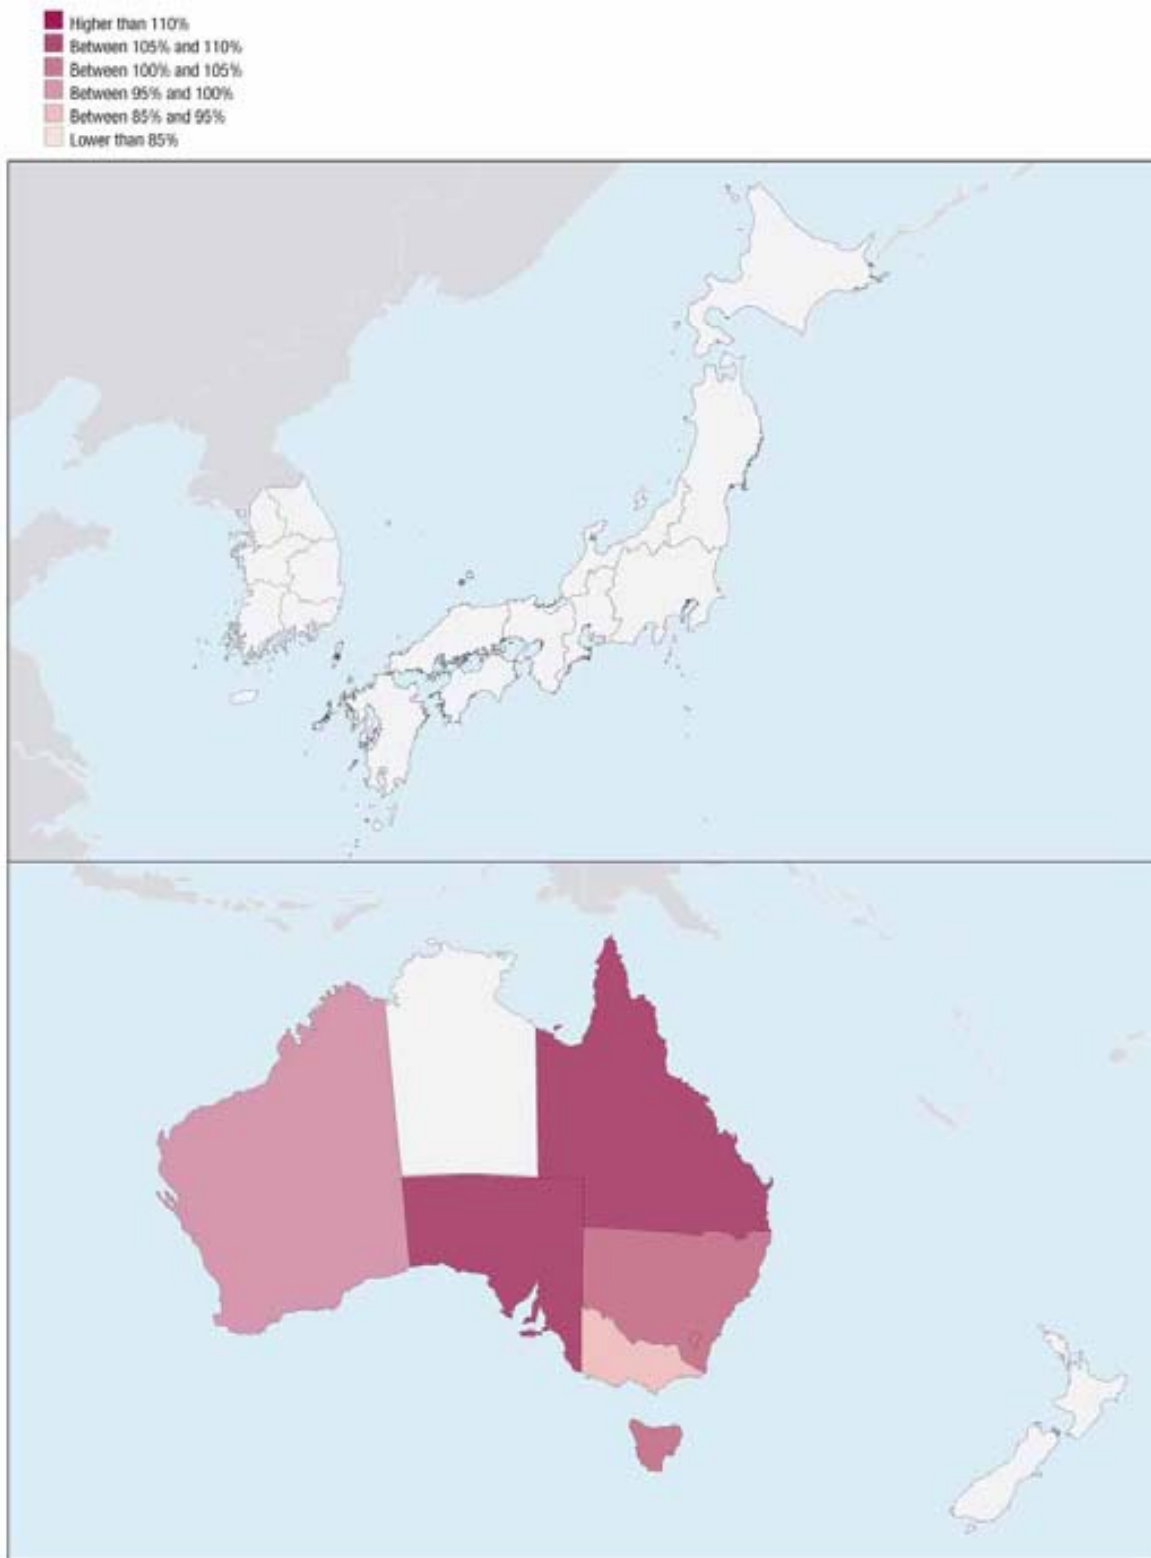 Higher than 110%
Between 105% and 110%
Between 100% and 105%
Between 95% and 100%
Between 85% and 95%
Lower than 85%